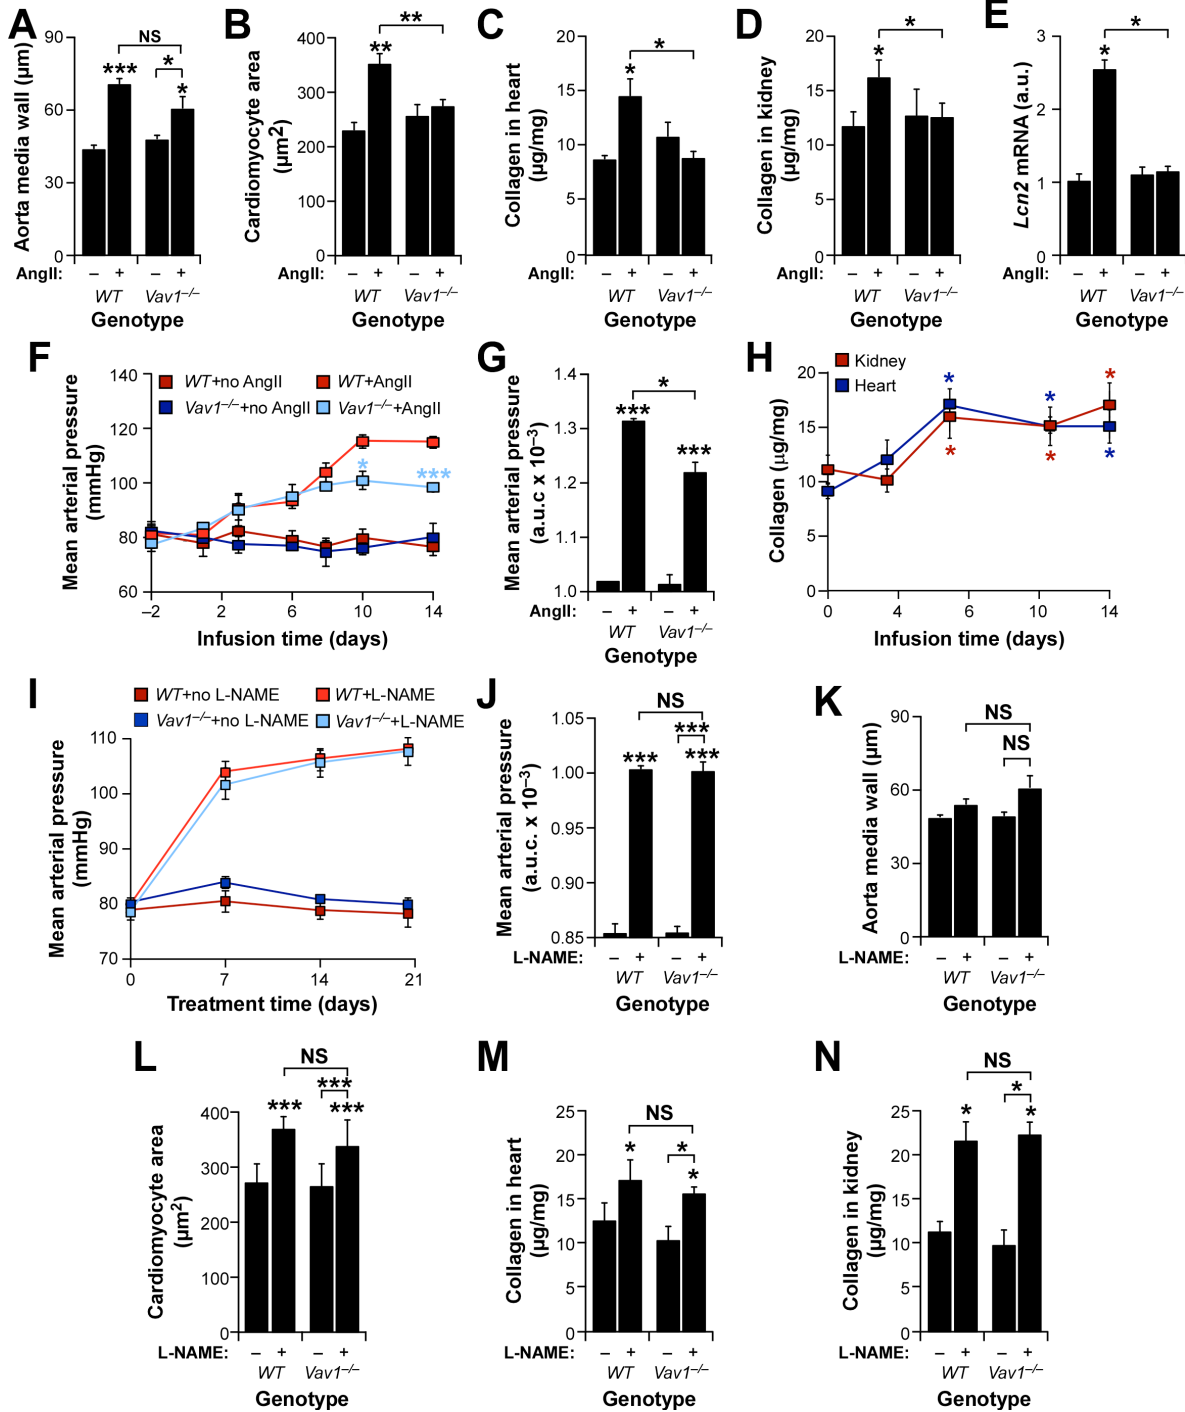 A
NS
***
*
*
Aorta media wall (µm)
90
60
30
0
AngII: – + – +
WT Vav1–/–
Genotype
B
**
**
Cardiomyocyte area
(µm2)
400
300
200
100
0
AngII: – + – +
WT Vav1–/–
Genotype
C
*
*
Collagen in heart
(µg/mg)
20
15
10
5
0
AngII: – + – +
WT Vav1–/–
Genotype
D
*
*
Collagen in kidney
(µg/mg)
20
15
10
5
0
AngII: – + – +
WT Vav1–/–
Genotype
E
*
*
Lcn2 mRNA (a.u.)
3
2
1
0
AngII: – + – +
WT Vav1–/–
Genotype
F
WT+no AngII WT+AngII
Vav1–/–+no AngII Vav1–/–+AngII
Mean arterial pressure
(mmHg)
140
120
100
80
60
*
***
–2 2 6 10 14
Infusion time (days)
G
*
***
***
Mean arterial pressure
(a.u.c x 10–3)
1.4
1.3
1.2
1.1
1.0
AngII: – + – +
WT Vav1–/–
Genotype
H
Kidney
Heart
Collagen (µg/mg)
20
15
10
5
0
* * *
* * *
0 4 6 10 14
Infusion time (days)
I
WT+no L-NAME WT+L-NAME
Vav1–/–+no L-NAME Vav1–/–+L-NAME
Mean arterial pressure
(mmHg)
110
100
90
80
70
0 7 14 21
Treatment time (days)
J
NS
***
***
***
Mean arterial pressure
(a.u.c. x 10–3)
1.05
1.00
0.95
0.90
0.85
L-NAME: – + – +
WT Vav1–/–
Genotype
K
NS
NS
Aorta media wall (µm)
90
60
30
0
L-NAME: – + – +
WT Vav1–/–
Genotype
L
NS
***
***
***
Cardiomyocyte area
(µm2)
400
300
200
100
0
L-NAME: – + – +
WT Vav1–/–
Genotype
M
NS
*
*
*
Collagen in heart
(µg/mg)
25
20
15
10
5
0
L-NAME: – + – +
WT Vav1–/–
Genotype
N
NS
*
*
*
Collagen in kidney
(µg/mg)
25
20
15
10
5
0
L-NAME: – + – +
WT Vav1–/–
Genotype